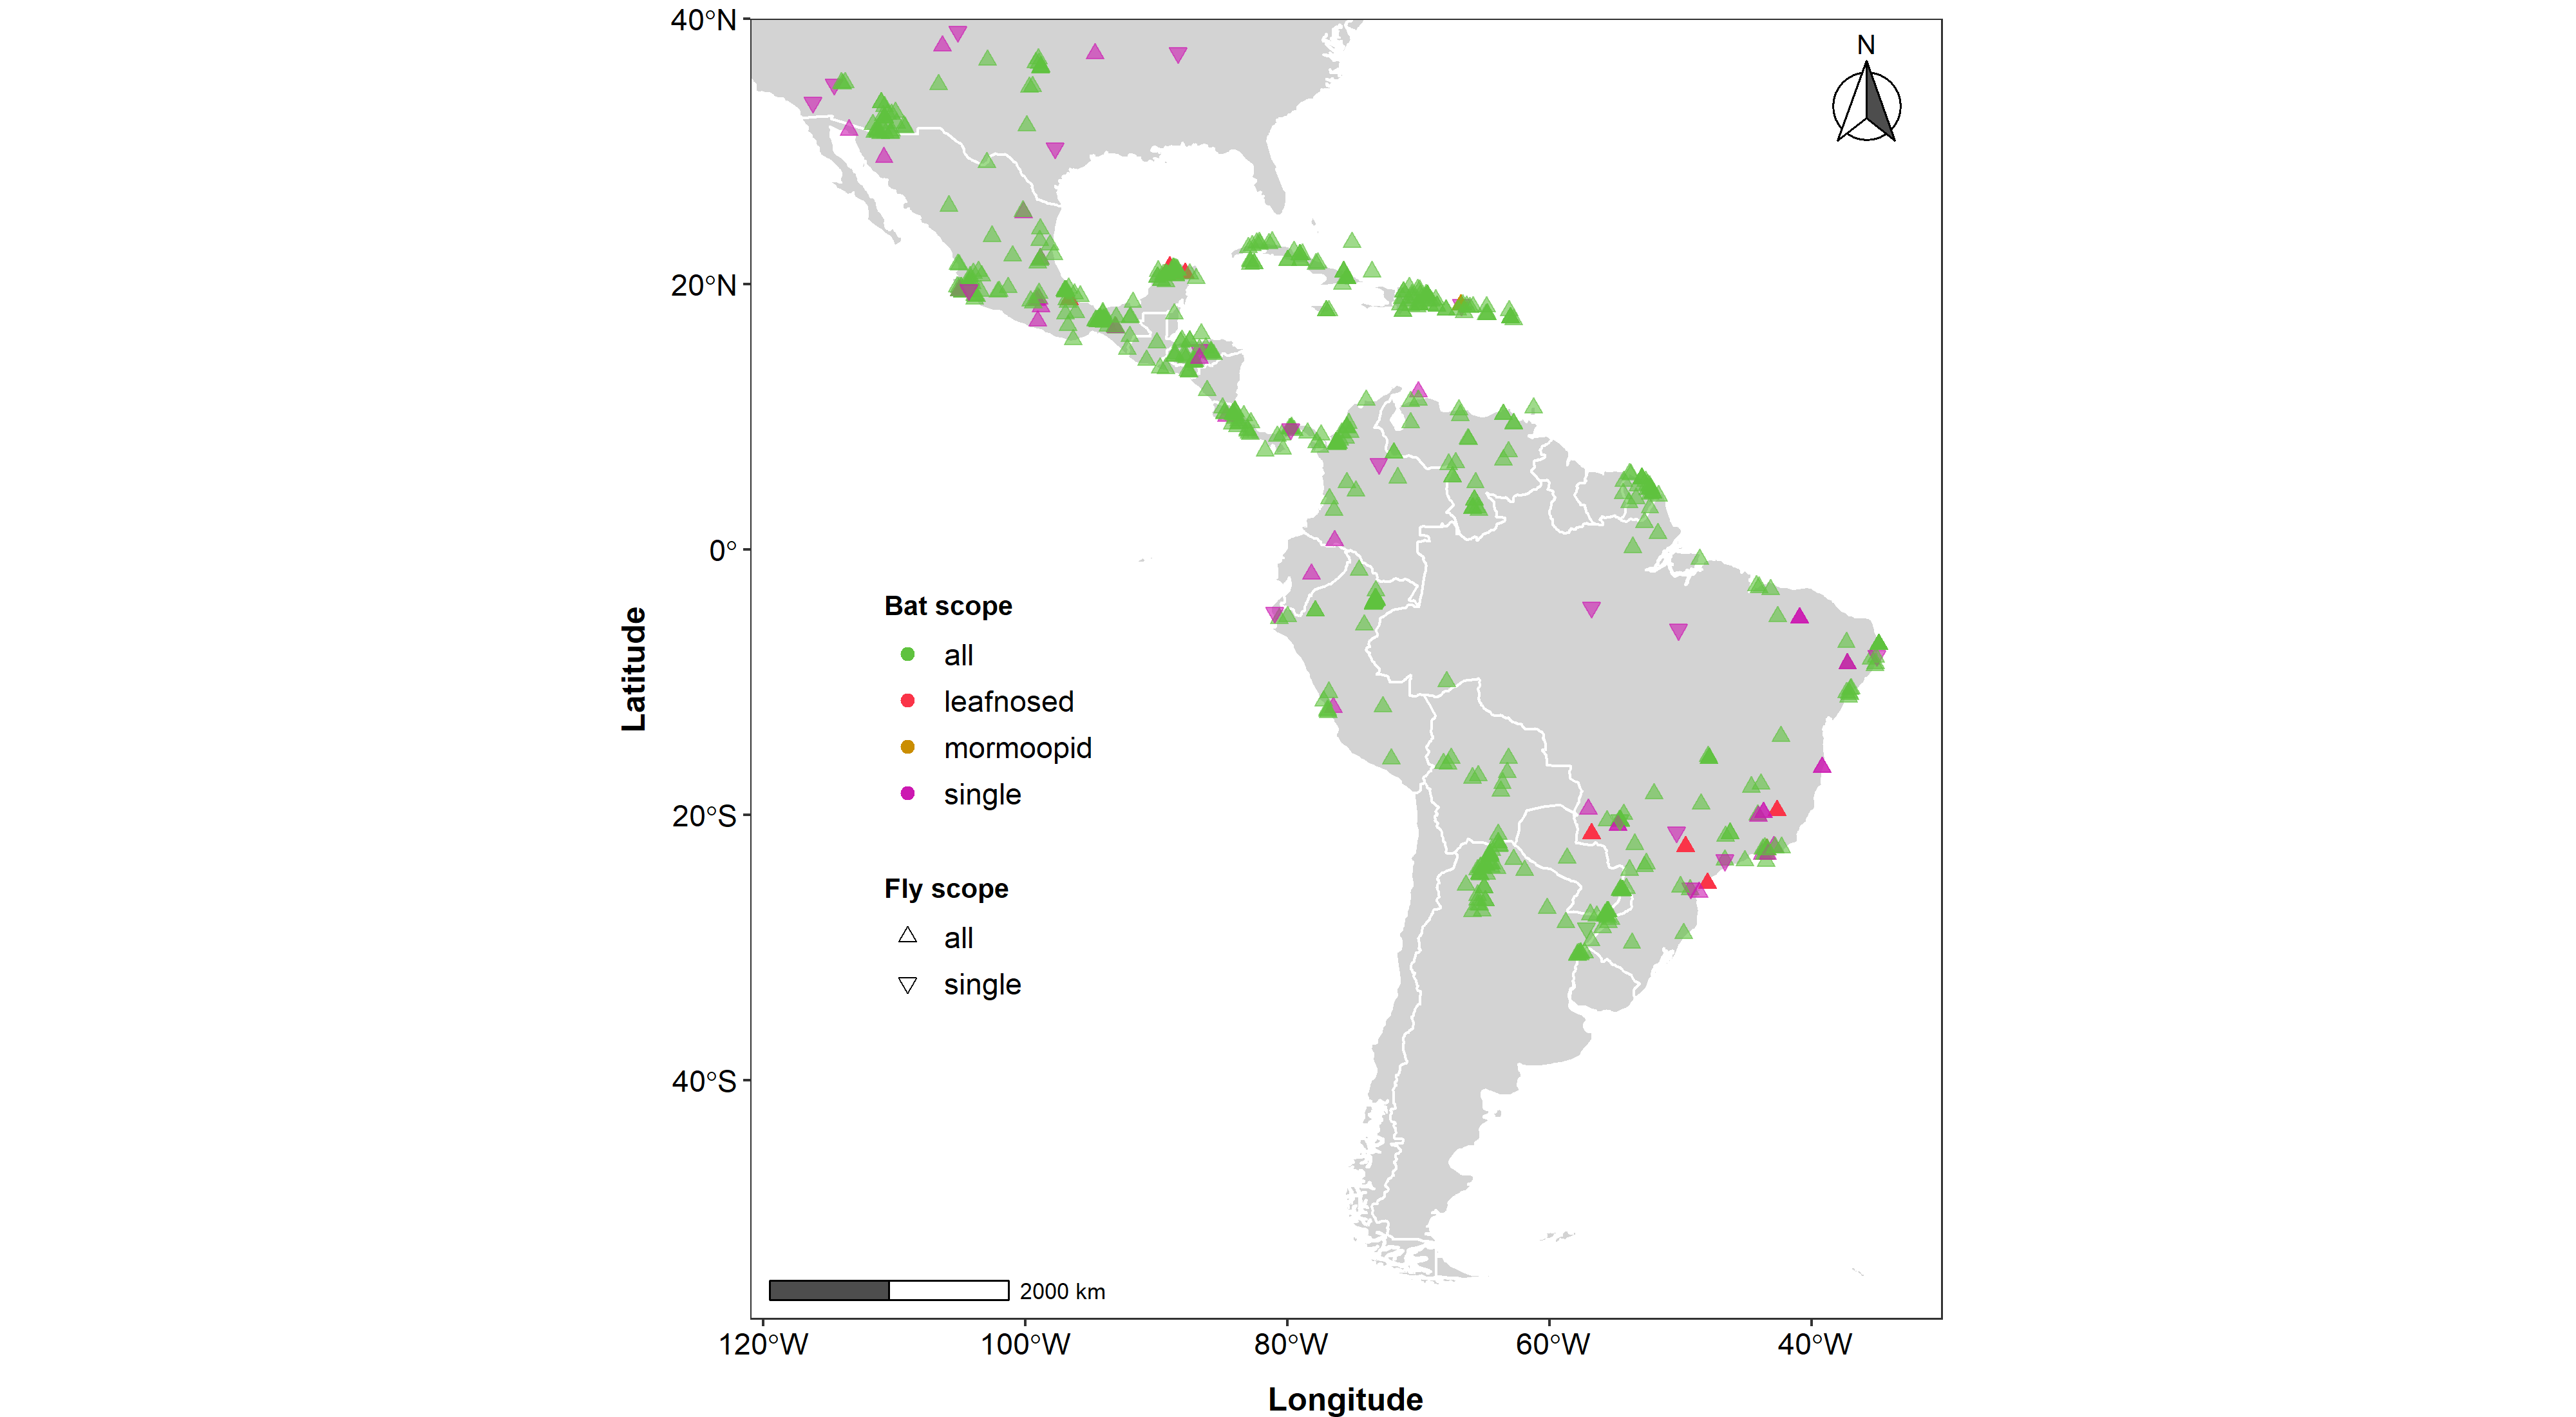 40°N
N
20°N
0°
Bat scope
all
leafnosed
mormoopid
single
Latitude
20°S
Fly scope
all
single
40°S
2000 km
120°W 100°W 80°W 60°W 40°W
Longitude